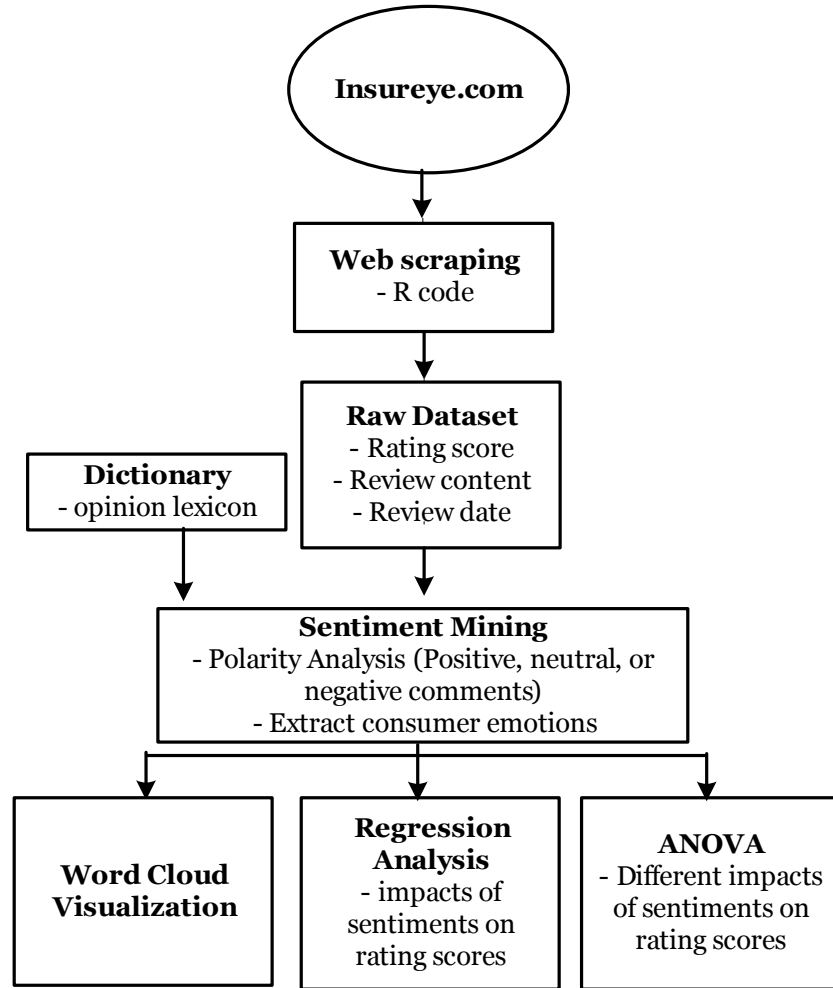 Insureye.com
Web scraping
- R code
Raw Dataset
- Rating score
- Review content
- Review date
Dictionary
- opinion lexicon
Sentiment Mining
- Polarity Analysis (Positive, neutral, or
negative comments)
- Extract consumer emotions
Word Cloud
Visualization
Regression
Analysis
- impacts of
sentiments on
rating scores
ANOVA
- Different impacts
of sentiments on
rating scores